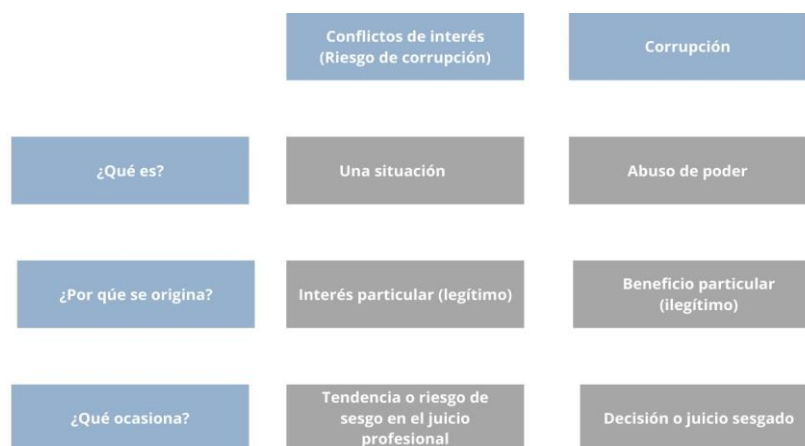 Conflictos de interés
(Riesgo de corrupción)
Corrupción
¿Qué es?
Una situación
Abuso de poder
¿Por qúe se origina?
Interés particular (legítimo)
Beneficio particular
(ilegítimo)
¿Qué ocasiona?
Tendencia o riesgo de
sesgo en el juicio
profesional
Decisión o juicio sesgado